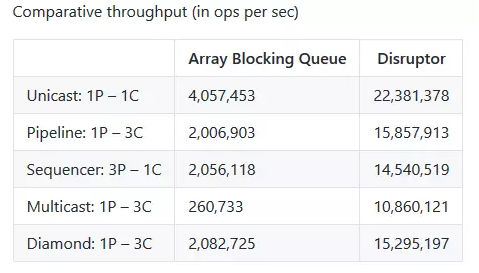 Comparative throughput (in ops per sec)
Array Blocking Queue Disruptor
Unicast: 1P – 1C 4,057,453 22,381,378
Pipeline: 1P – 3C 2,006,903 15,857,913
Sequencer: 3P – 1C 2,056,118 14,540,519
Multicast: 1P – 3C 260,733 10,860,121
Diamond: 1P – 3C 2,082,725 15,295,197